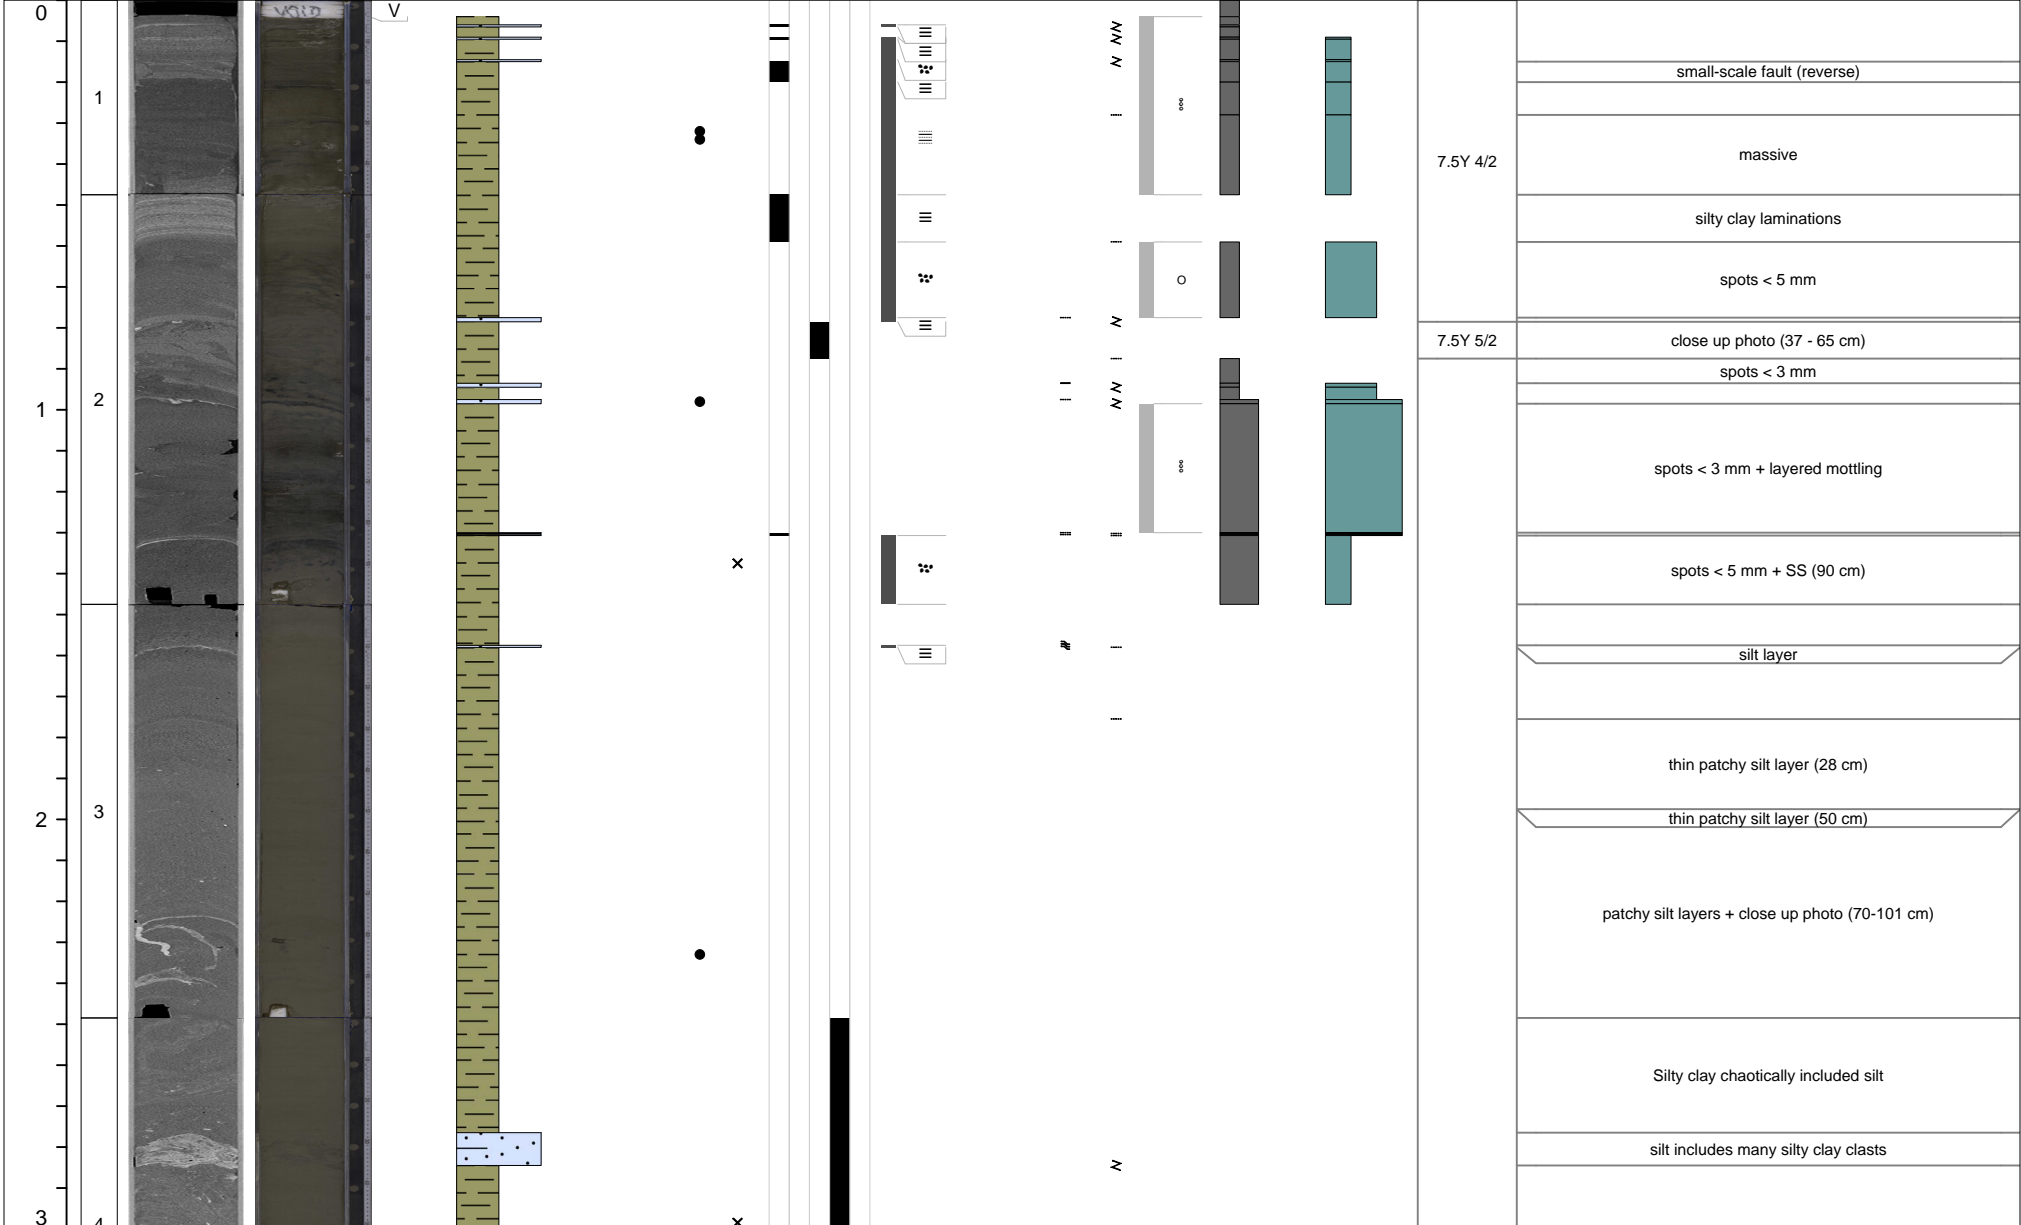 0
VOID
V
small-scale fault (reverse)
1
massive
7.5Y 4/2
silty clay laminations
spots < 5 mm
7.5Y 5/2
close up photo (37 - 65 cm)
spots < 3 mm
1
2
spots < 3 mm + layered mottling
spots < 5 mm + SS (90 cm)
silt layer
thin patchy silt layer (28 cm)
2
3
thin patchy silt layer (50 cm)
patchy silt layers + close up photo (70-101 cm)
Silty clay chaotically included silt
silt includes many silty clay clasts
3
4